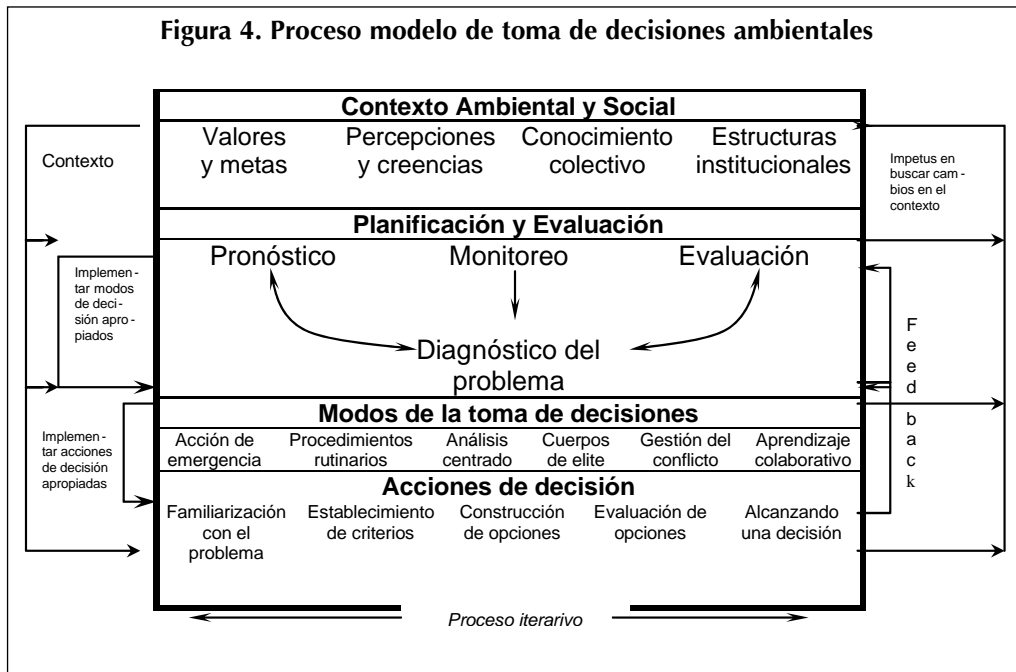 Figura 4. Proceso modelo de toma de decisiones ambientales
Contexto Ambiental y Social
Valores
y metas
Percepciones
y creencias
Conocimiento
colectivo
Estructuras
institucionales
Contexto
Impetus en
buscar cam-
bios en el
contexto
Planificación y Evaluación
Pronóstico
Monitoreo
Evaluación
Implemen-
tar modos
de deci-
sión apro-
piados
Diagnóstico del
problema
Feed back
Modos de la toma de decisiones
Acción de
emergencia
Procedimientos
rutinarios
Análisis
centrado
Cuerpos
de elite
Gestión del
conflicto
Aprendizaje
colaborativo
Implemen-
tar acciones
de decisión
apropiadas
Acciones de decisión
Familiarización
con el
problema
Establecimiento
de criterios
Construcción
de opciones
Evaluación de
opciones
Alcanzando
una decisión
Proceso iterarivo